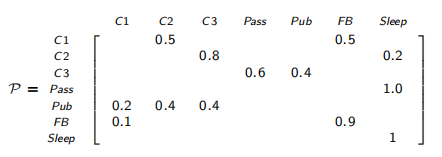 C1 C2 C3 Pass Pub FB Sleep
C1 0.5 0.5
C2 0.8 0.2
C3 0.6 0.4
𝒫 = Pass 1.0
Pub 0.2 0.4 0.4
FB 0.1 0.9
Sleep 1